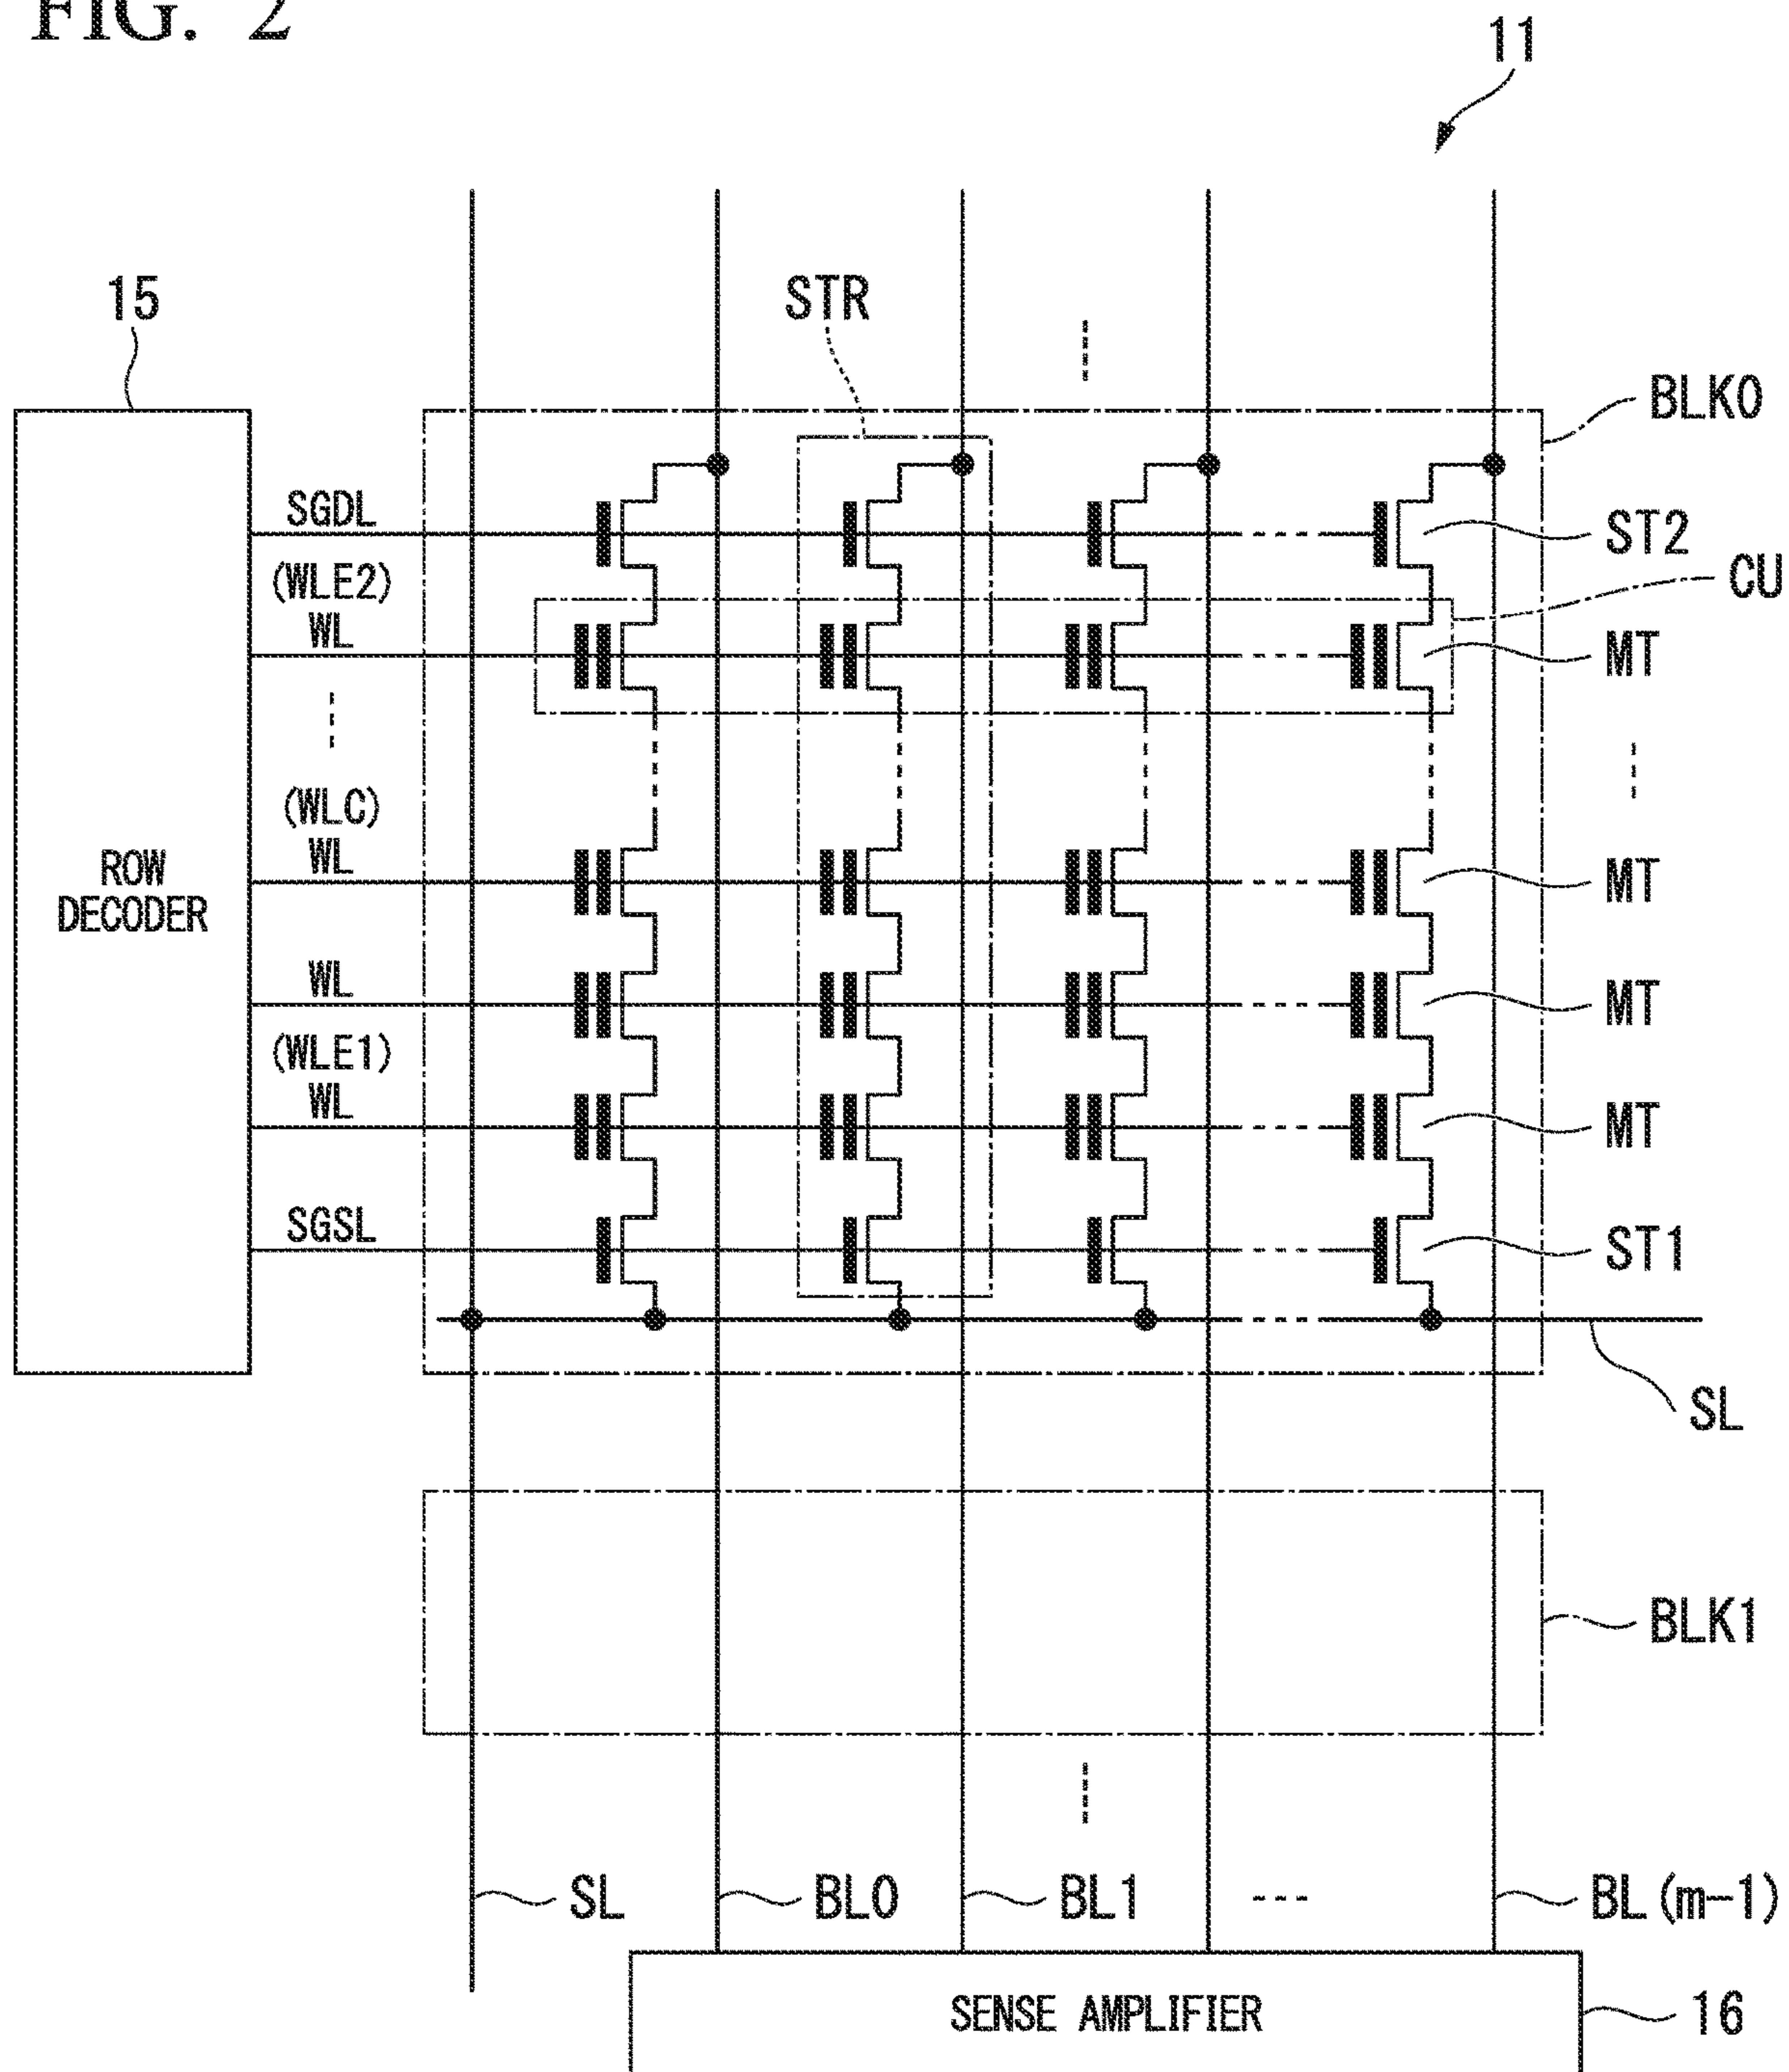 FIG. 2
11
15
STR
BLK0
SGDL
ST2
CU
(WLE2)
WL
MT
(WLC)
WL
MT
ROW
DECODER
WL
MT
(WLE1)
WL
MT
SGSL
ST1
SL
BLK1
SL
BL0
BL1
BL(m-1)
SENSE AMPLIFIER
16